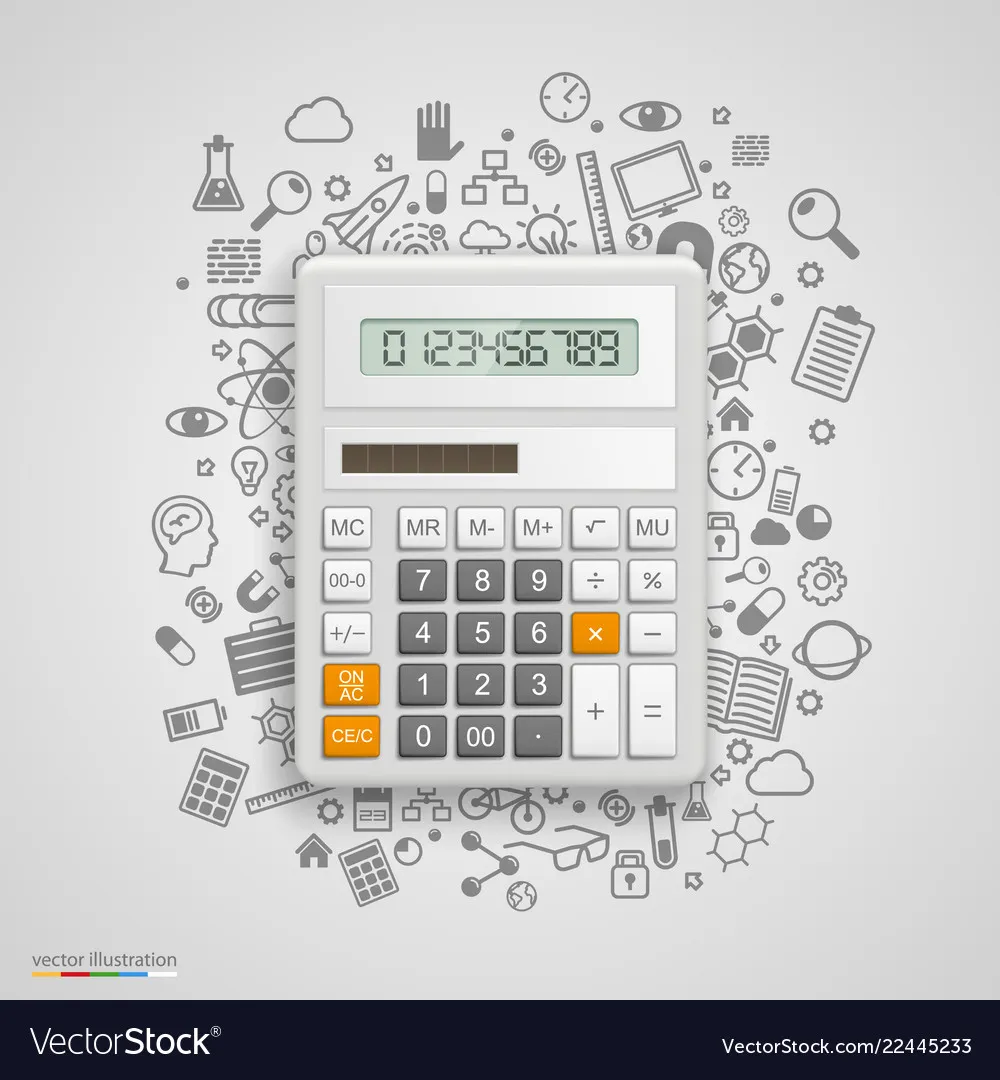 0123456789
MC MR M- M+ √ MU
00-0 7 8 9 ÷ %
+/− 4 5 6 × −
ON
AC 1 2 3 + =
CE/C 0 00 ·
23
vector illustration
VectorStock® VectorStock.com/22445233